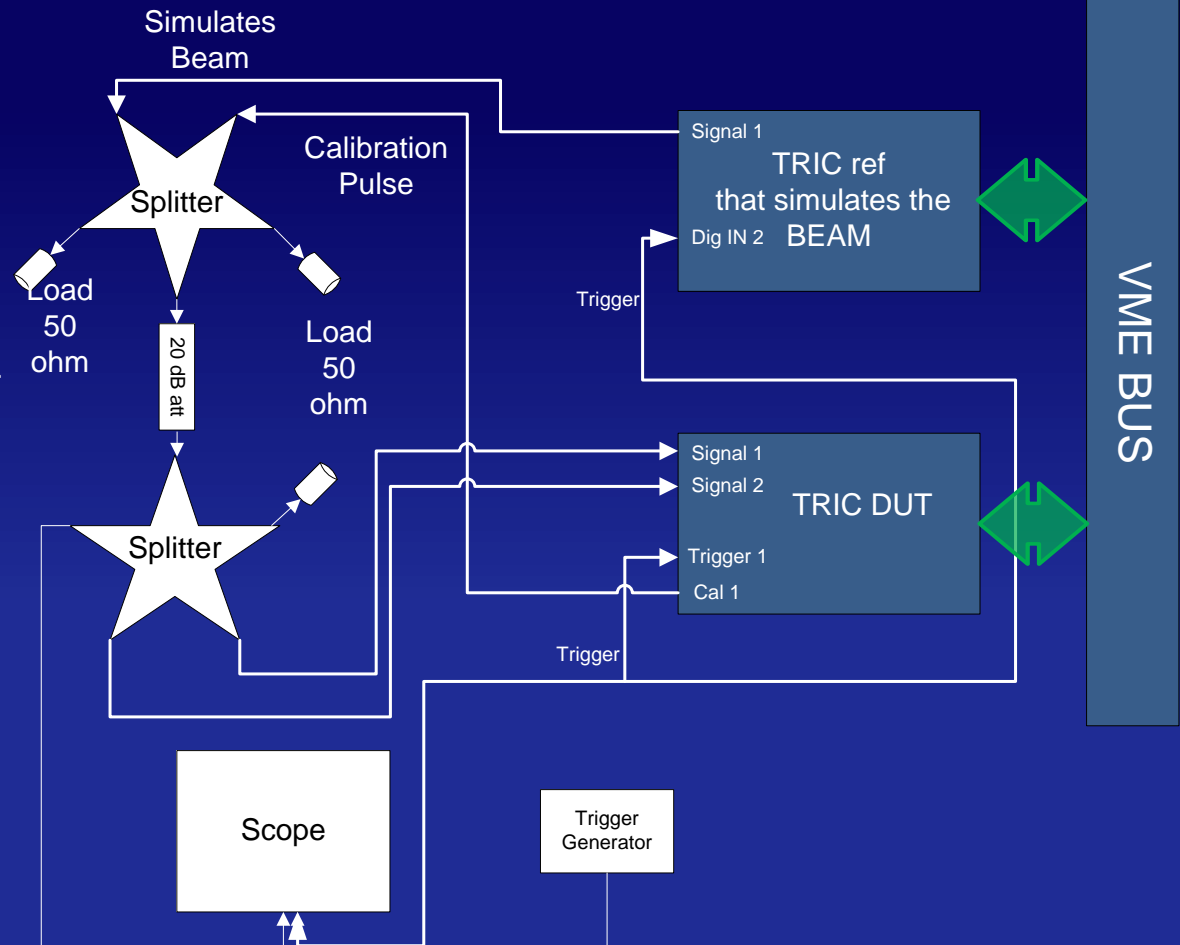 Simulates
Beam
Calibration
Pulse
Splitter
Load
50
ohm
Load
50
ohm
20 dB att
Splitter
Signal 1
TRIC ref
that simulates the
BEAM
Dig IN 2
Trigger
Signal 1
Signal 2
TRIC DUT
Trigger 1
Cal 1
Trigger
VME BUS
Scope
Trigger
Generator